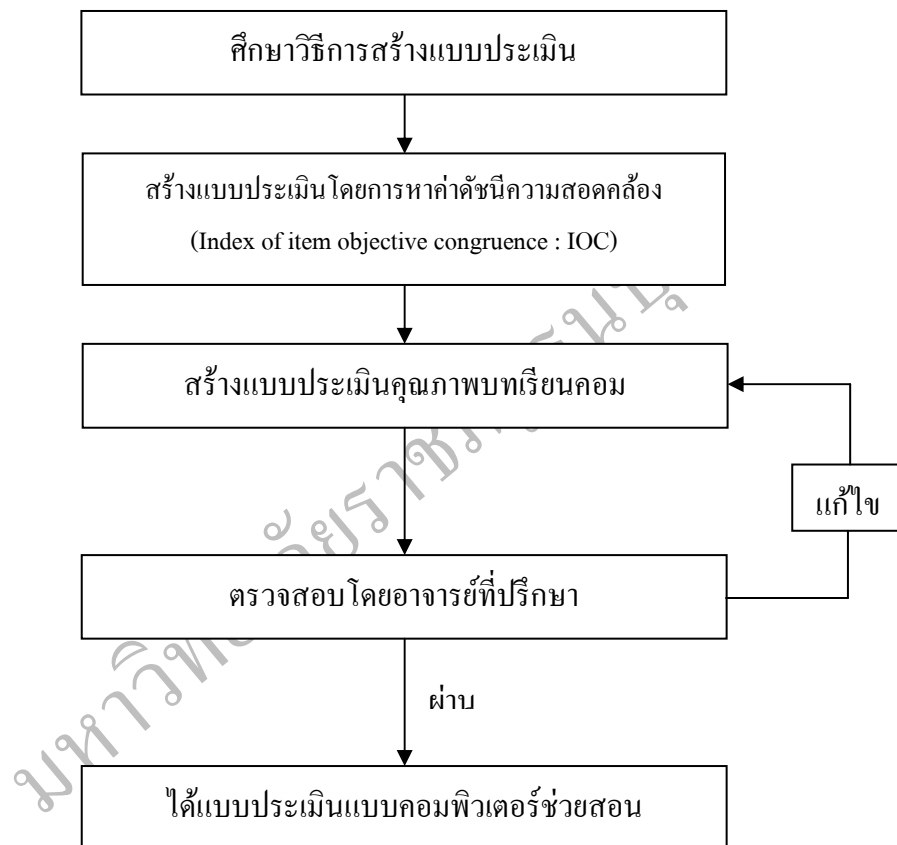 ศึกษาวิธีการสร้างแบบประเมิน
สร้างแบบประเมินโดยการหาค่าดัชนีความสอดคล้อง
(Index of item objective congruence : IOC)
สร้างแบบประเมินคุณภาพบทเรียนคอม
แก้ไข
ตรวจสอบโดยอาจารย์ที่ปรึกษา
ผ่าน
ได้แบบประเมินแบบคอมพิวเตอร์ช่วยสอน